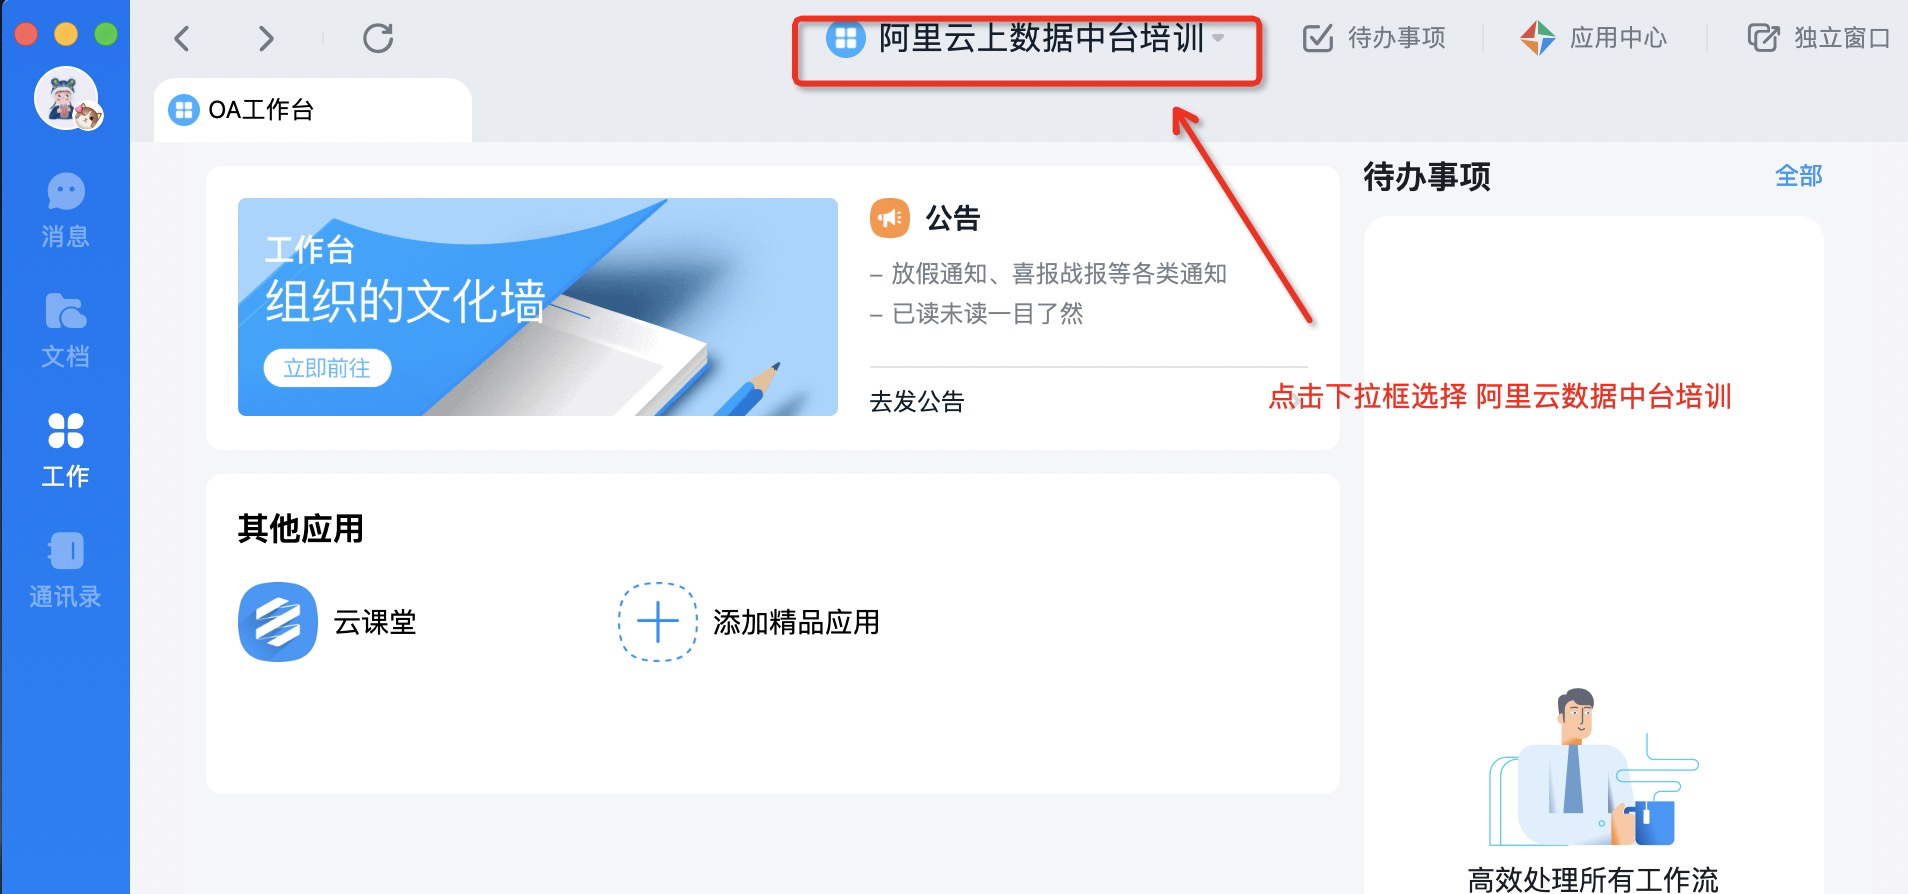 阿里云上数据中台培训
待办事项
应用中心
独立窗口
OA工作台
消息
文档
工作
通讯录
工作台
组织的文化墙
立即前往
公告
– 放假通知、喜报战报等各类通知
– 已读未读一目了然
去发公告
点击下拉框选择 阿里云数据中台培训
其他应用
云课堂
添加精品应用
待办事项
全部
高效处理所有工作流